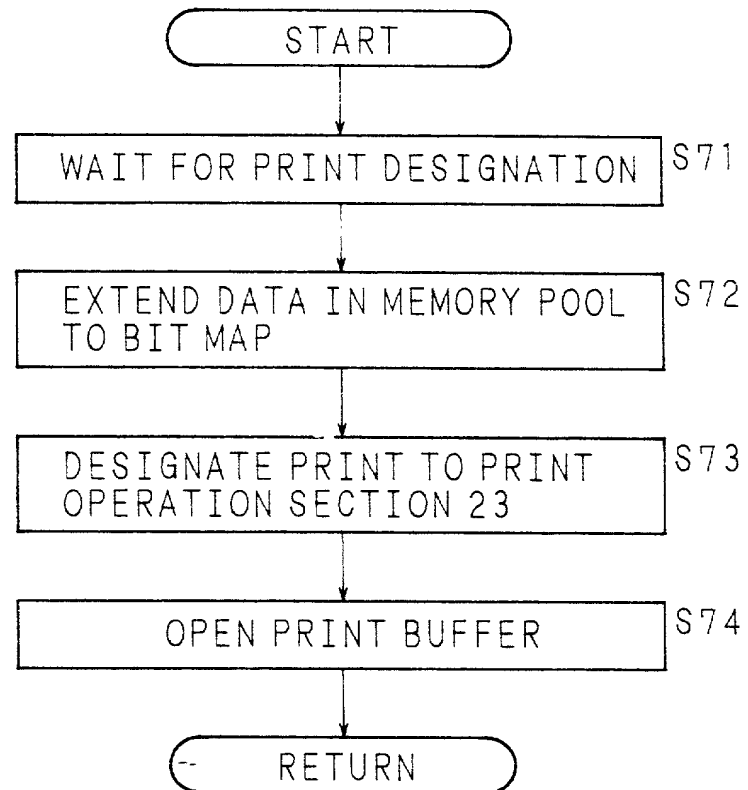 START
WAIT FOR PRINT DESIGNATION
S71
EXTEND DATA IN MEMORY POOL
TO BIT MAP
S72
DESIGNATE PRINT TO PRINT
OPERATION SECTION 23
S73
OPEN PRINT BUFFER
S74
RETURN